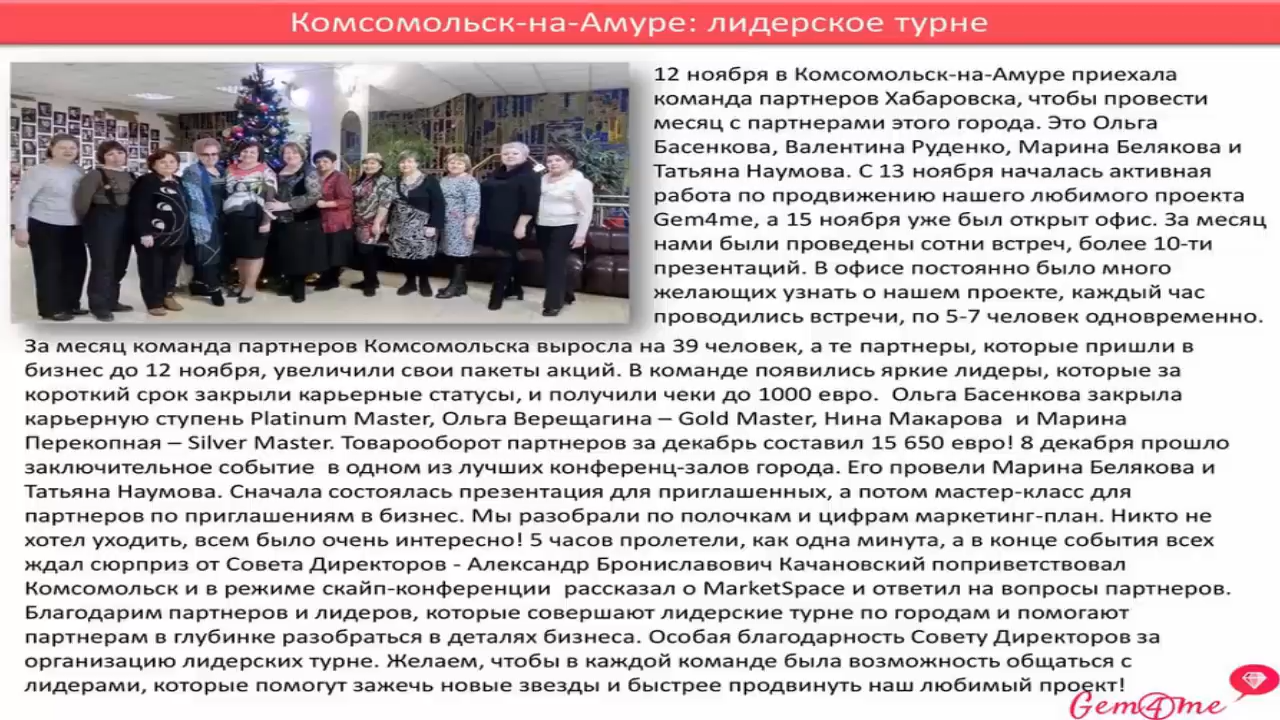 Комсомольск-на-Амуре: лидерское турне
12 ноября в Комсомольск-на-Амуре приехала
команда партнеров Хабаровска, чтобы провести
месяц с партнерами этого города. Это Ольга
Басенкова, Валентина Руденко, Марина Белякова и
Татьяна Наумова. С 13 ноября началась активная
работа по продвижению нашего любимого проекта
Gem4me, а 15 ноября уже был открыт офис. За месяц
нами были проведены сотни встреч, более 10-ти
презентаций. В офисе постоянно было много
желающих узнать о нашем проекте, каждый час
проводились встречи, по 5-7 человек одновременно.
За месяц команда партнеров Комсомольска выросла на 39 человек, а те партнеры, которые пришли в
бизнес до 12 ноября, увеличили свои пакеты акций. В команде появились яркие лидеры, которые за
короткий срок закрыли карьерные статусы, и получили чеки до 1000 евро. Ольга Басенкова закрыла
карьерную ступень Platinum Master, Ольга Верещагина – Gold Master, Нина Макарова и Марина
Перекопная – Silver Master. Товарооборот партнеров за декабрь составил 15 650 евро! 8 декабря прошло
заключительное событие в одном из лучших конференц-залов города. Его провели Марина Белякова и
Татьяна Наумова. Сначала состоялась презентация для приглашенных, а потом мастер-класс для
партнеров по приглашениям в бизнес. Мы разобрали по полочкам и цифрам маркетинг-план. Никто не
хотел уходить, всем было очень интересно! 5 часов пролетели, как одна минута, а в конце события всех
ждал сюрприз от Совета Директоров - Александр Брониславович Качановский поприветствовал
Комсомольск и в режиме скайп-конференции рассказал о MarketSpace и ответил на вопросы партнеров.
Благодарим партнеров и лидеров, которые совершают лидерские турне по городам и помогают
партнерам в глубинке разобраться в деталях бизнеса. Особая благодарность Совету Директоров за
организацию лидерских турне. Желаем, чтобы в каждой команде была возможность общаться с
лидерами, которые помогут зажечь новые звезды и быстрее продвинуть наш любимый проект!
Gem4me